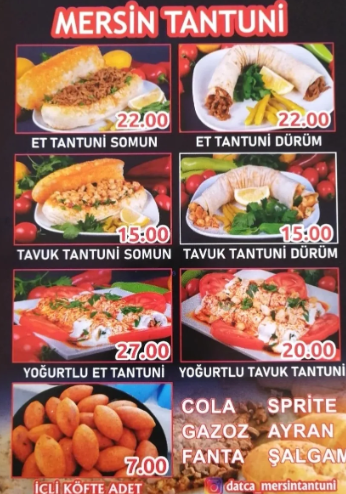 MERSİN TANTUNİ
22.00
22.00
ET TANTUNİ SOMUN
ET TANTUNİ DÜRÜM
15:00
15:00
TAVUK TANTUNİ SOMUN
TAVUK TANTUNİ DÜRÜM
27.00
20.00
YOĞURTLU ET TANTUNİ
YOĞURTLU TAVUK TANTUNİ
7.00
İÇLİ KÖFTE ADET
COLA SPRİTE
GAZOZ AYRAN
FANTA ŞALGAM
datca_mersintantuni